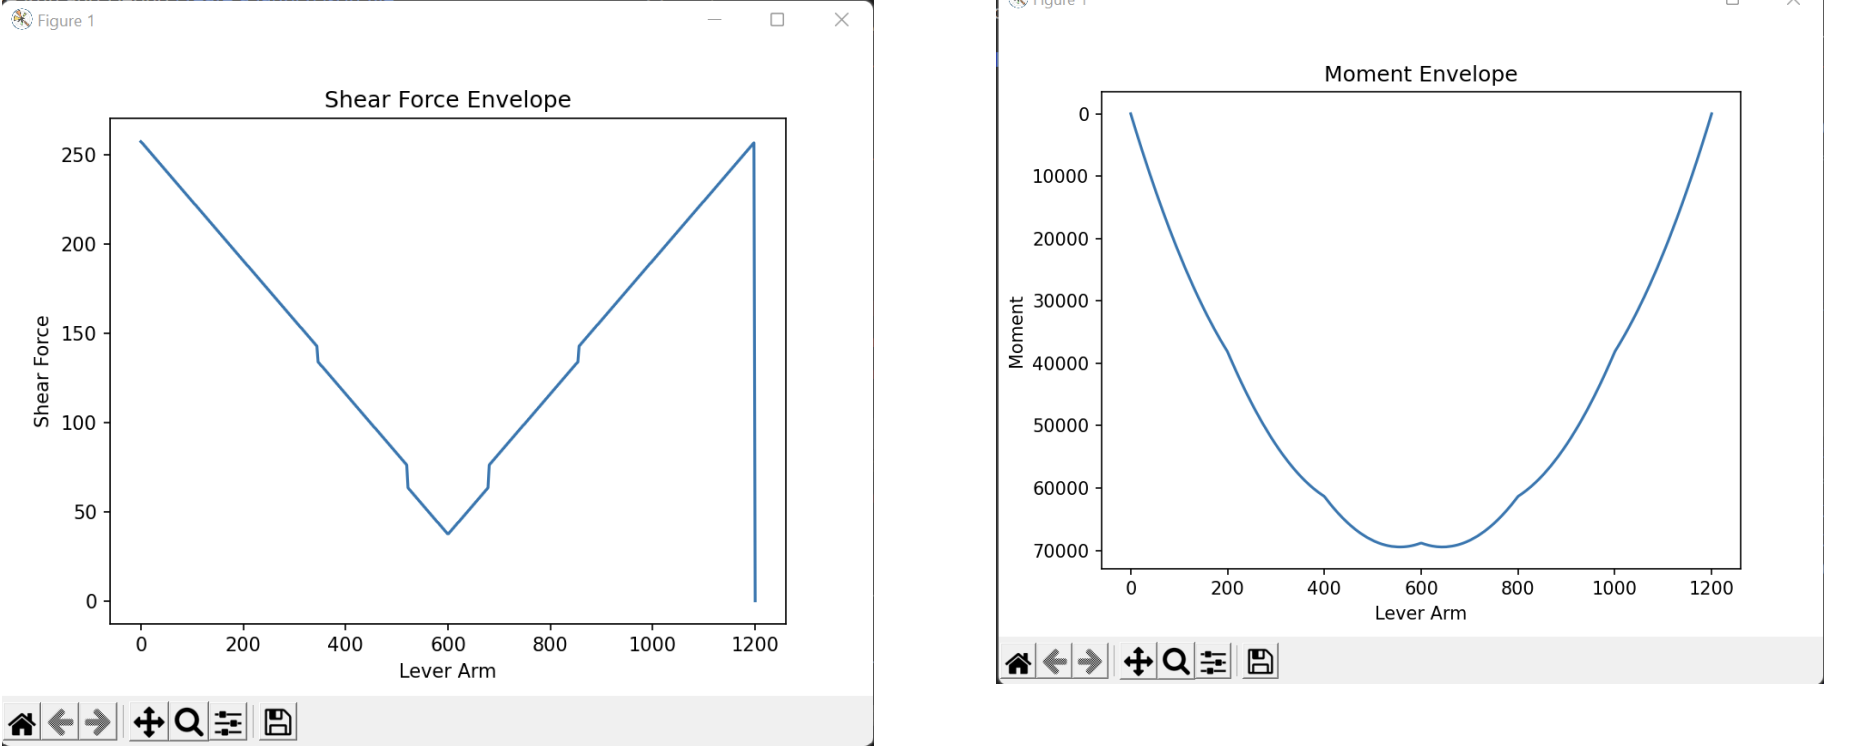 Figure 1
Shear Force Envelope
250
200
150
100
50
0
Shear Force
0 200 400 600 800 1000 1200
Lever Arm
Figure 1
Moment Envelope
0
10000
20000
30000
40000
50000
60000
70000
Moment
0 200 400 600 800 1000 1200
Lever Arm